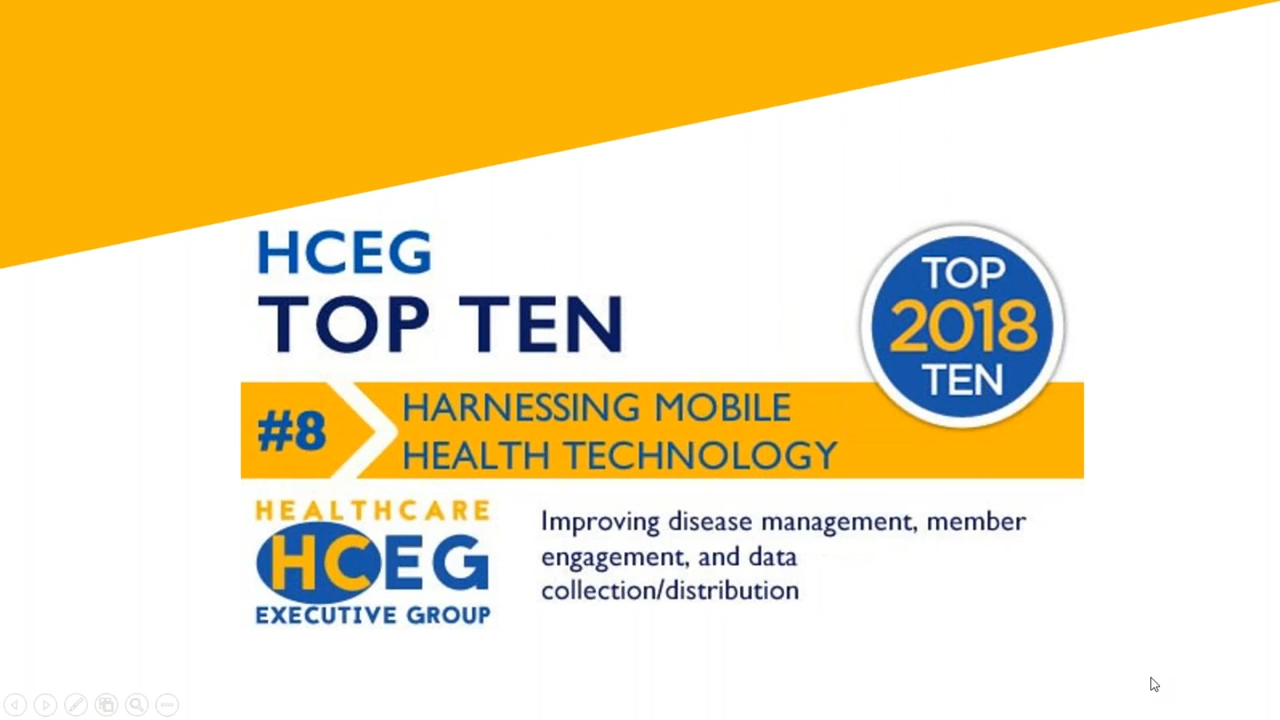 HCEG
TOP TEN
TOP
2018
TEN
#8
HARNESSING MOBILE
HEALTH TECHNOLOGY
HEALTHCARE
HCEG
EXECUTIVE GROUP
Improving disease management, member
engagement, and data
collection/distribution